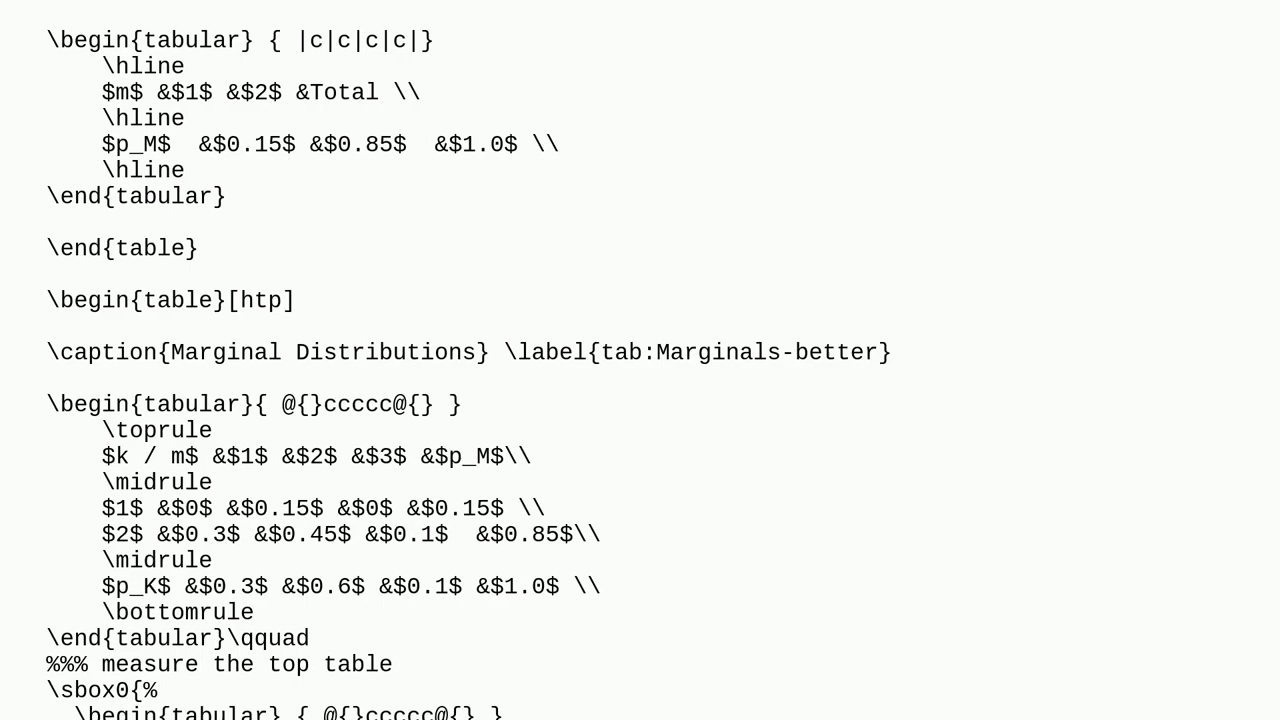 \begin{tabular} { |c|c|c|c|}
    \hline
    $m$ &$1$ &$2$ &Total \\
    \hline
    $p_M$  &$0.15$ &$0.85$  &$1.0$ \\
    \hline
\end{tabular}

\end{table}

\begin{table}[htp]

\caption{Marginal Distributions} \label{tab:Marginals-better}

\begin{tabular}{ @{}ccccc@{} }
    \toprule
    $k / m$ &$1$ &$2$ &$3$ &$p_M$\\
    \midrule
    $1$ &$0$ &$0.15$ &$0$ &$0.15$ \\
    $2$ &$0.3$ &$0.45$ &$0.1$  &$0.85$\\
    \midrule
    $p_K$ &$0.3$ &$0.6$ &$0.1$ &$1.0$ \\
    \bottomrule
\end{tabular}\qquad
%%% measure the top table
\sbox0{%
  \begin{tabular} { @{}ccccc@{} }